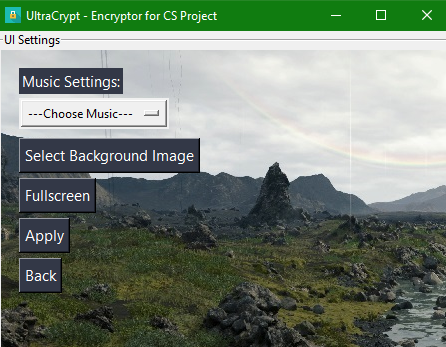 UltraCrypt - Encryptor for CS Project
UI Settings
Music Settings:
---Choose Music---
Select Background Image
Fullscreen
Apply
Back